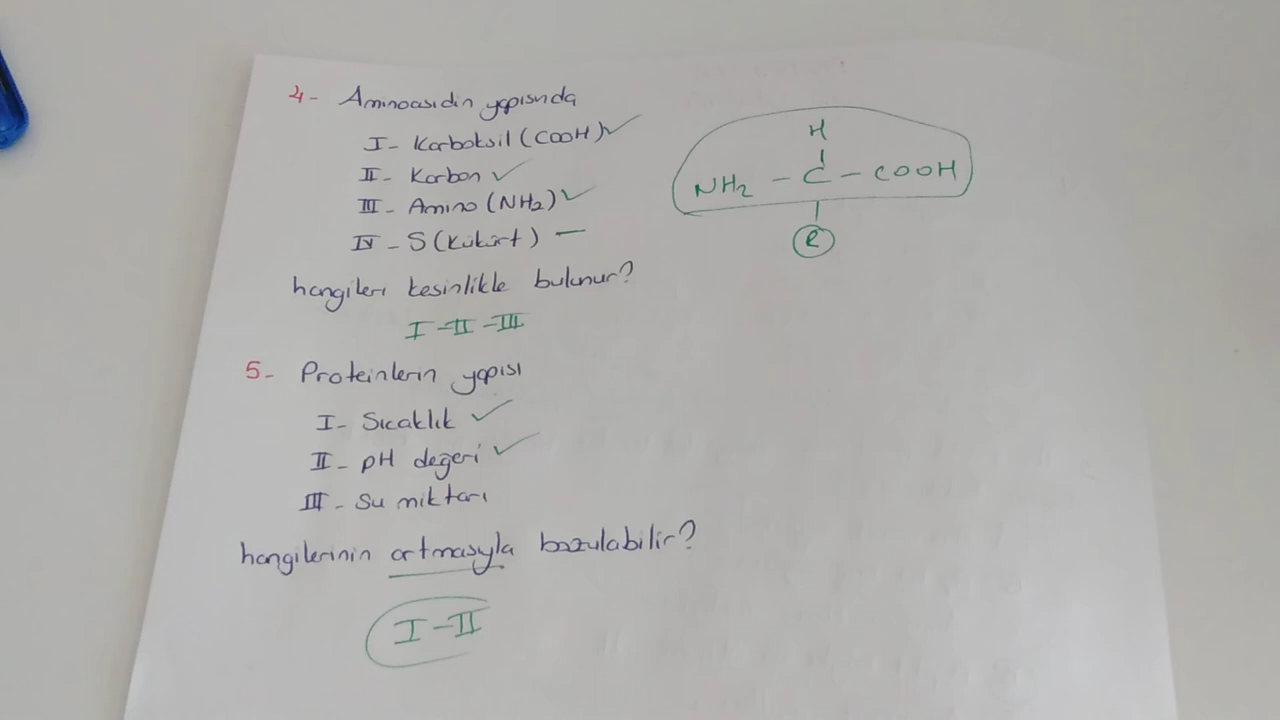 4- Aminoasidin yapısında
I- Karboksil (COOH) ✓
II- Karbon ✓
III- Amino (NH2) ✓
IV- S (Kükürt) —
hangileri kesinlikle bulunur?
I-II-III
H
NH2 - C - COOH
R
5- Proteinlerin yapısı
I- Sıcaklık ✓
II- pH değeri ✓
III- Su miktarı
hangilerinin artmasıyla bozulabilir?
I-II